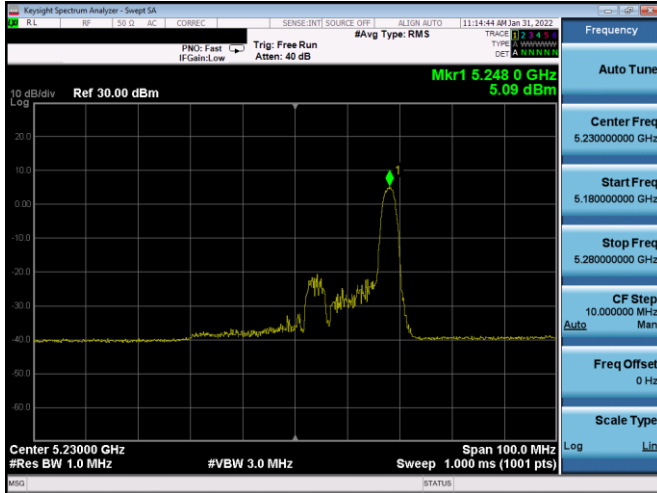 Keysight Spectrum Analyzer - Swept SA
LXI RL RF 50 Ω AC CORREC SENSE:INT SOURCE OFF ALIGN AUTO 11:14:44 AM Jan 31, 2022
#Avg Type: RMS
TRACE 1 2 3 4 5 6
PNO: Fast Trig: Free Run TYPE A WWWWW
IFGain:Low Atten: 40 dB DET A N N N N N
Mkr1 5.248 0 GHz
5.09 dBm
10 dB/div Ref 30.00 dBm
Log
20.0
10.0
1
0.00
-10.0
-20.0
-30.0
-40.0
-50.0
-60.0
Center 5.23000 GHz Span 100.0 MHz
#Res BW 1.0 MHz #VBW 3.0 MHz Sweep 1.000 ms (1001 pts)
MSG STATUS
Frequency
Auto Tune
Center Freq
5.230000000 GHz
Start Freq
5.180000000 GHz
Stop Freq
5.280000000 GHz
CF Step
10.000000 MHz
Auto Man
Freq Offset
0 Hz
Scale Type
Log Lin